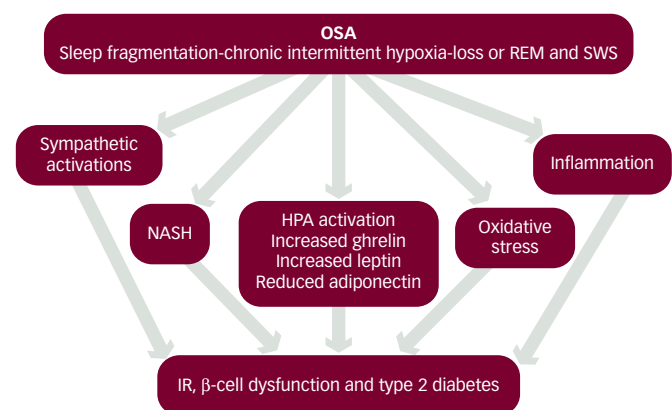 OSA
Sleep fragmentation-chronic intermittent hypoxia-loss or REM and SWS
Sympathetic
activations
Inflammation
NASH
HPA activation
Increased ghrelin
Increased leptin
Reduced adiponectin
Oxidative
stress
IR, β-cell dysfunction and type 2 diabetes